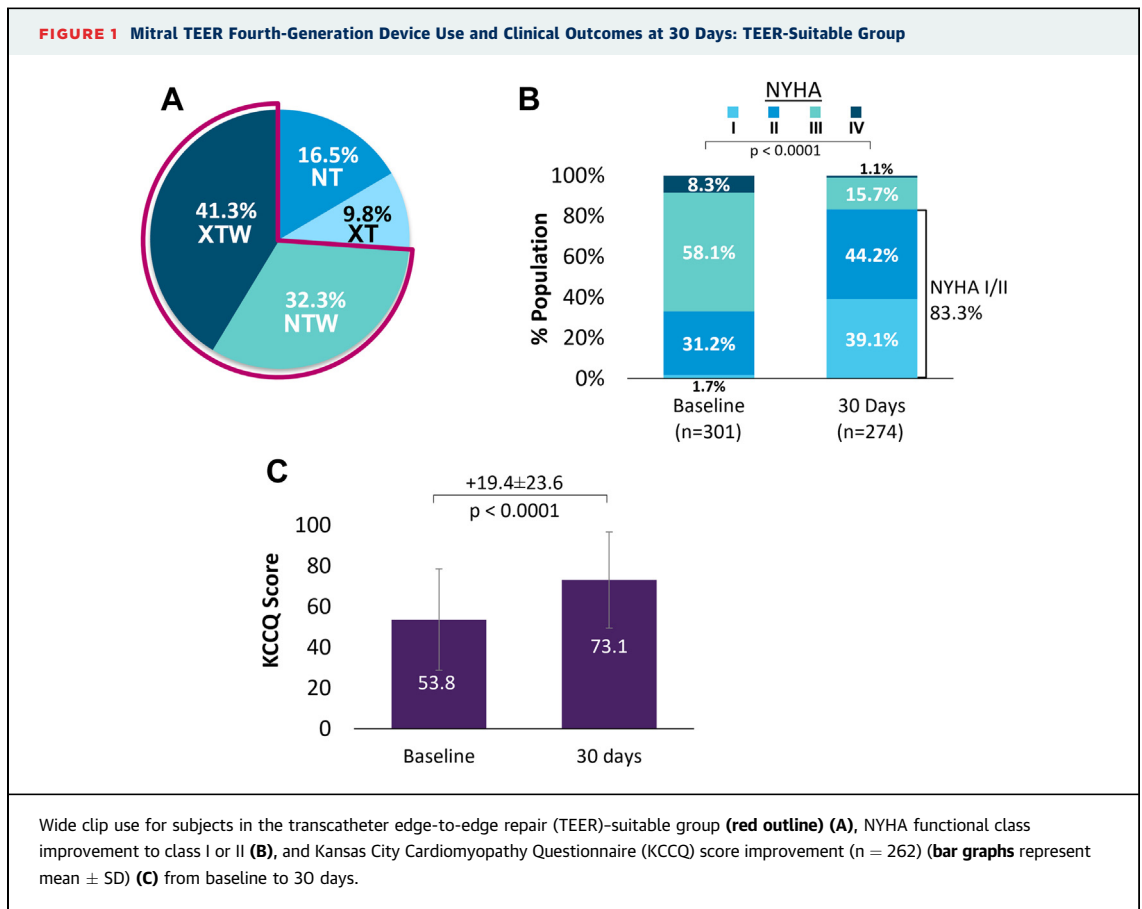 FIGURE 1 Mitral TEER Fourth-Generation Device Use and Clinical Outcomes at 30 Days: TEER-Suitable Group
A
16.5%
NT
9.8%
XT
41.3%
XTW
32.3%
NTW
B
NYHA
I II III IV
p < 0.0001
% Population
100%
80%
60%
40%
20%
0%
8.3%
58.1%
31.2%
1.7%
1.1%
15.7%
44.2%
39.1%
NYHA I/II
83.3%
Baseline
(n=301)
30 Days
(n=274)
C
+19.4±23.6
p < 0.0001
KCCQ Score
100
80
60
40
20
0
53.8
73.1
Baseline
30 days
Wide clip use for subjects in the transcatheter edge-to-edge repair (TEER)–suitable group (red outline) (A), NYHA functional class
improvement to class I or II (B), and Kansas City Cardiomyopathy Questionnaire (KCCQ) score improvement (n = 262) (bar graphs represent
mean ± SD) (C) from baseline to 30 days.